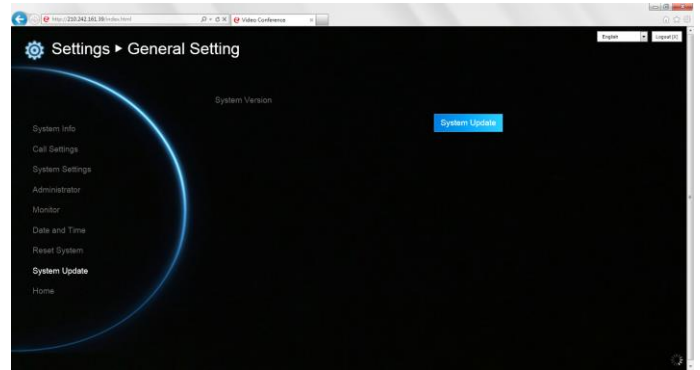 http://210.242.161.38/index.html
Video Conference
Settings ▸ General Setting
English
Logout [X]
System Version
System Update
System Info
Call Settings
System Settings
Administrator
Monitor
Date and Time
Reset System
System Update
Home